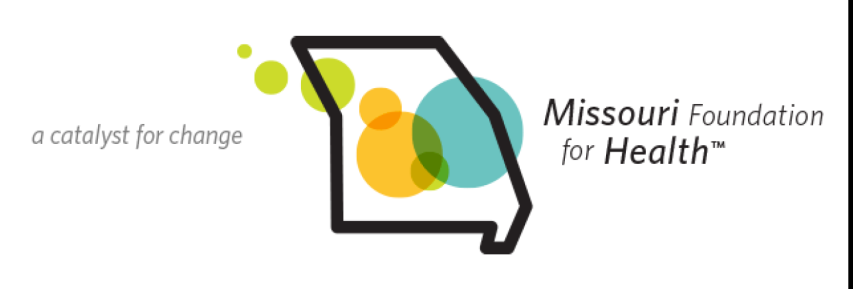 a catalyst for change
Missouri Foundation
for Health™